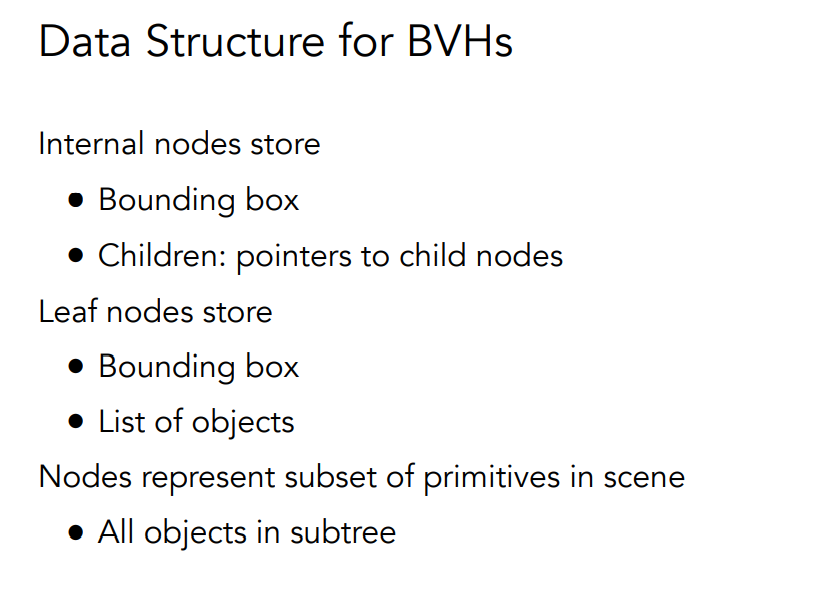 Data Structure for BVHs
Internal nodes store
● Bounding box
● Children: pointers to child nodes
Leaf nodes store
● Bounding box
● List of objects
Nodes represent subset of primitives in scene
● All objects in subtree